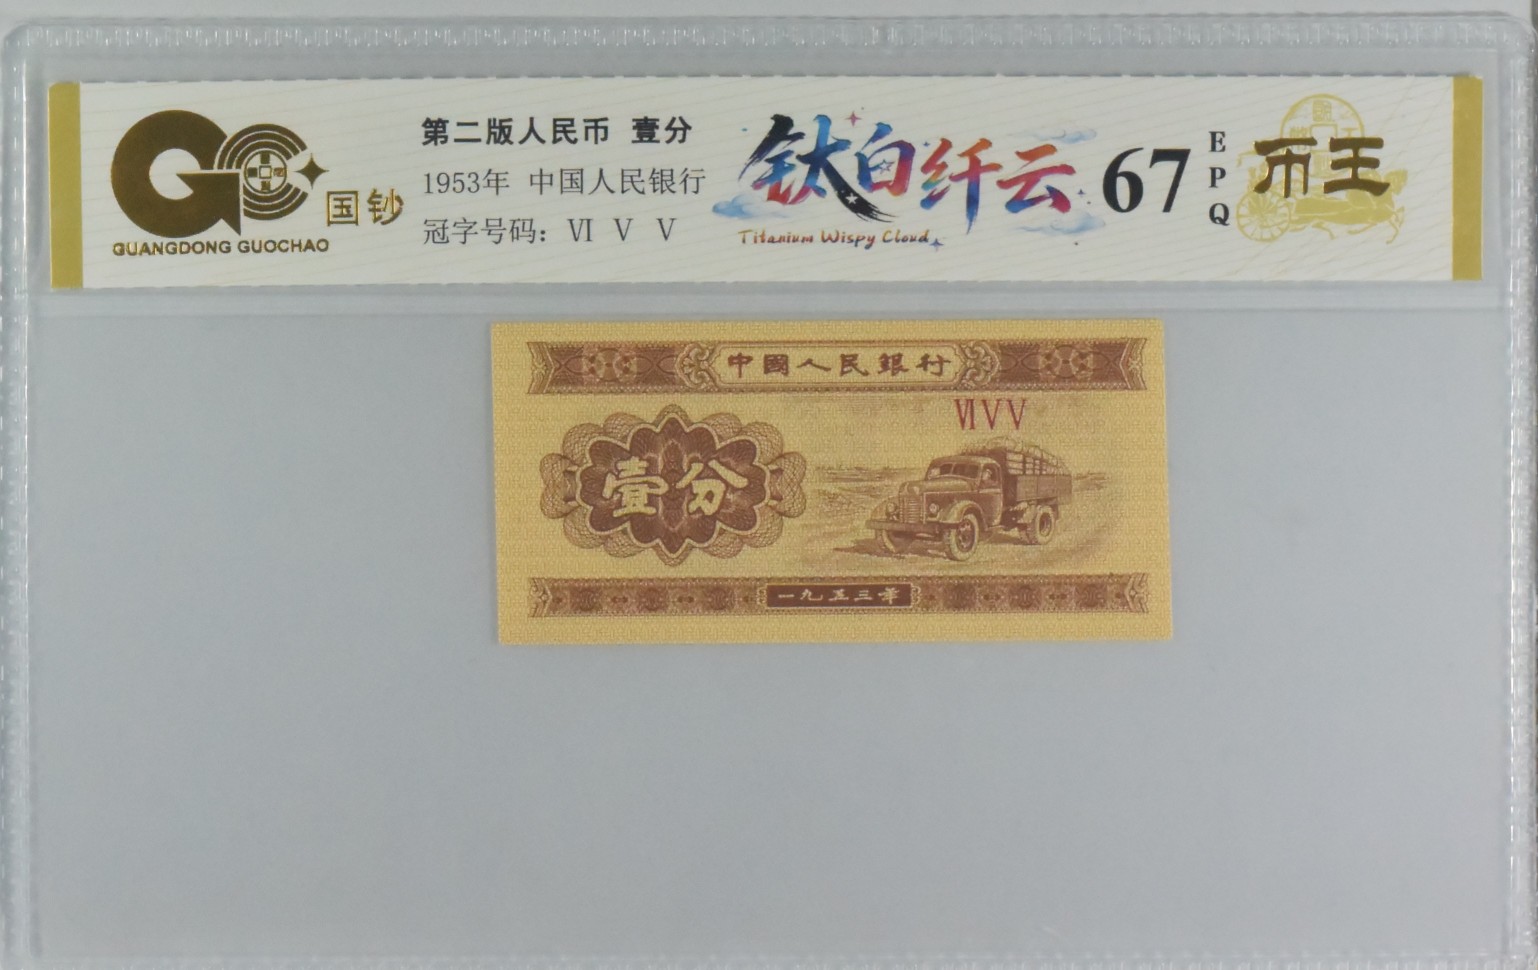 国钞
GUANGDONG GUOCHAO
第二版人民币 壹分
1953年 中国人民银行
冠字号码：Ⅵ Ⅴ Ⅴ
钛白纤云
Titanium Wispy Cloud
67
EPQ
币王
中國人民銀行
ⅥⅤⅤ
壹分
一九五三年